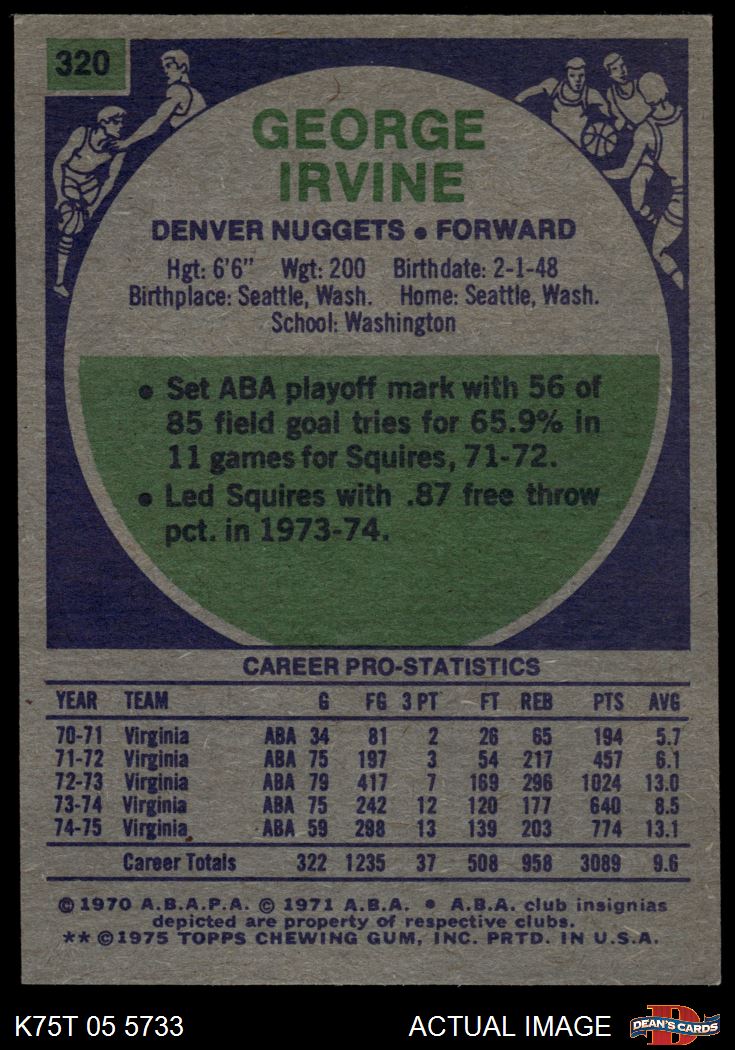 320
GEORGE
IRVINE
DENVER NUGGETS • FORWARD
Hgt: 6'6" Wgt: 200 Birthdate: 2-1-48
Birthplace: Seattle, Wash. Home: Seattle, Wash.
School: Washington
• Set ABA playoff mark with 56 of
85 field goal tries for 65.9% in
11 games for Squires, 71-72.
• Led Squires with .87 free throw
pct. in 1973-74.
CAREER PRO-STATISTICS
YEAR TEAM G FG 3 PT FT REB PTS AVG
70-71 Virginia ABA 34 81 2 26 65 194 5.7
71-72 Virginia ABA 75 197 3 54 217 457 6.1
72-73 Virginia ABA 79 417 7 169 296 1024 13.0
73-74 Virginia ABA 75 242 12 120 177 640 8.5
74-75 Virginia ABA 59 298 13 139 203 774 13.1
Career Totals 322 1235 37 508 958 3089 9.6
© 1970 A.B.A.P.A. © 1971 A.B.A. • A.B.A. club insignias
depicted are property of respective clubs.
** © 1975 TOPPS CHEWING GUM, INC. PRTD. IN U.S.A.
K75T 05 5733 ACTUAL IMAGE D DEAN'S CARDS